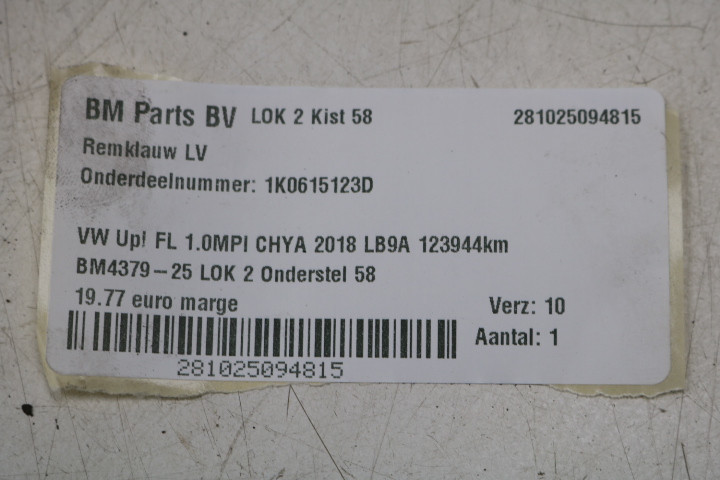 BM Parts BV LOK 2 Kist 58 281025094815
Remklauw LV
Onderdeelnummer: 1K0615123D
VW Up! FL 1.0MPI CHYA 2018 LB9A 123944km
BM4379-25 LOK 2 Onderstel 58
19.77 euro marge Verz: 10
Aantal: 1
281025094815